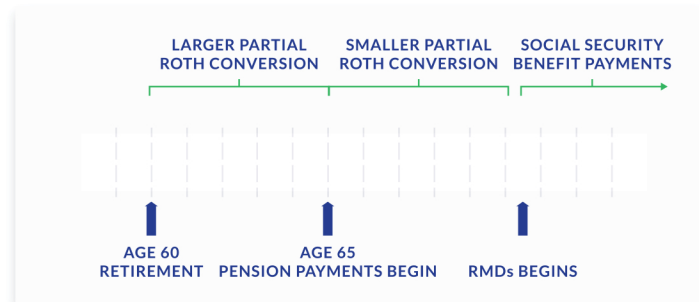 LARGER PARTIAL
ROTH CONVERSION
SMALLER PARTIAL
ROTH CONVERSION
SOCIAL SECURITY
BENEFIT PAYMENTS
AGE 60
RETIREMENT
AGE 65
PENSION PAYMENTS BEGIN
RMDs BEGINS